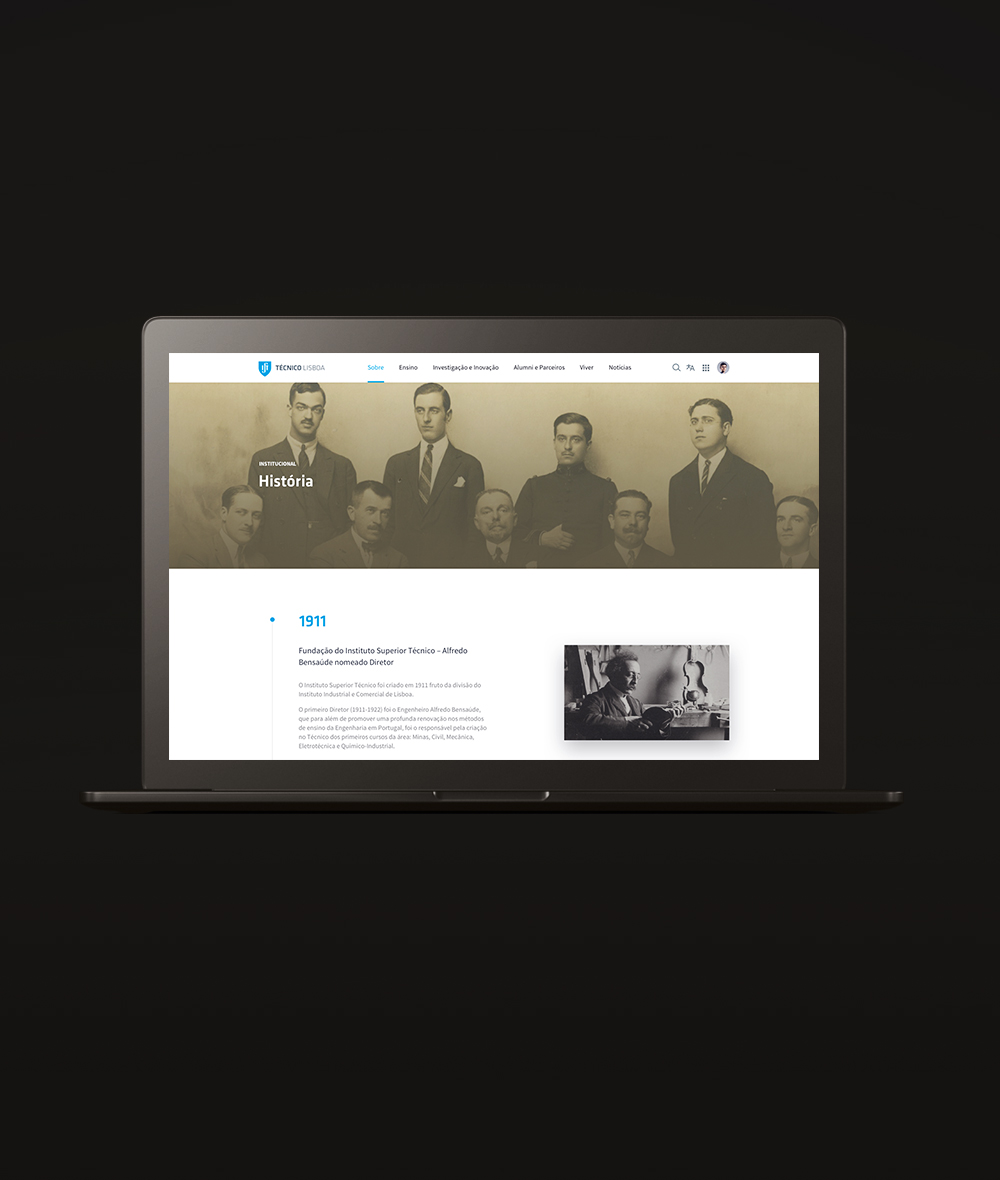 TÉCNICO LISBOA
Sobre Ensino Investigação e Inovação Alumni e Parceiros Viver Notícias
INSTITUCIONAL
História
1911
Fundação do Instituto Superior Técnico – Alfredo
Bensaúde nomeado Diretor
O Instituto Superior Técnico foi criado em 1911 fruto da divisão do
Instituto Industrial e Comercial de Lisboa.
O primeiro Diretor (1911-1922) foi o Engenheiro Alfredo Bensaúde,
que para além de promover uma profunda renovação nos métodos
de ensino da Engenharia em Portugal, foi o responsável pela criação
no Técnico dos primeiros cursos da área: Minas, Civil, Mecânica,
Eletrotécnica e Químico-Industrial.